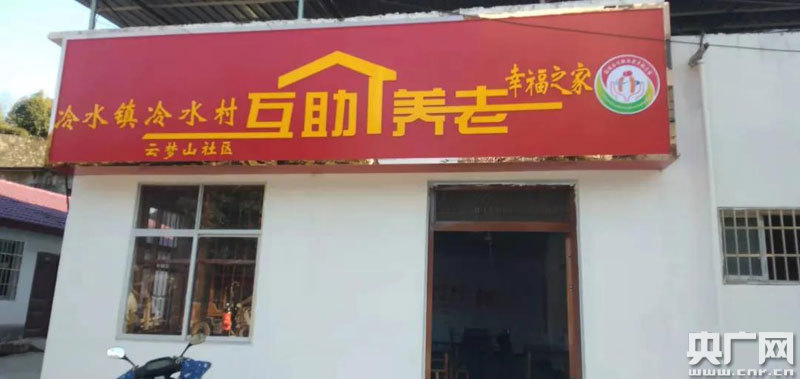 冷水镇冷水村 互助养老 幸福之家
云梦山社区
央广网
www.cnr.cn